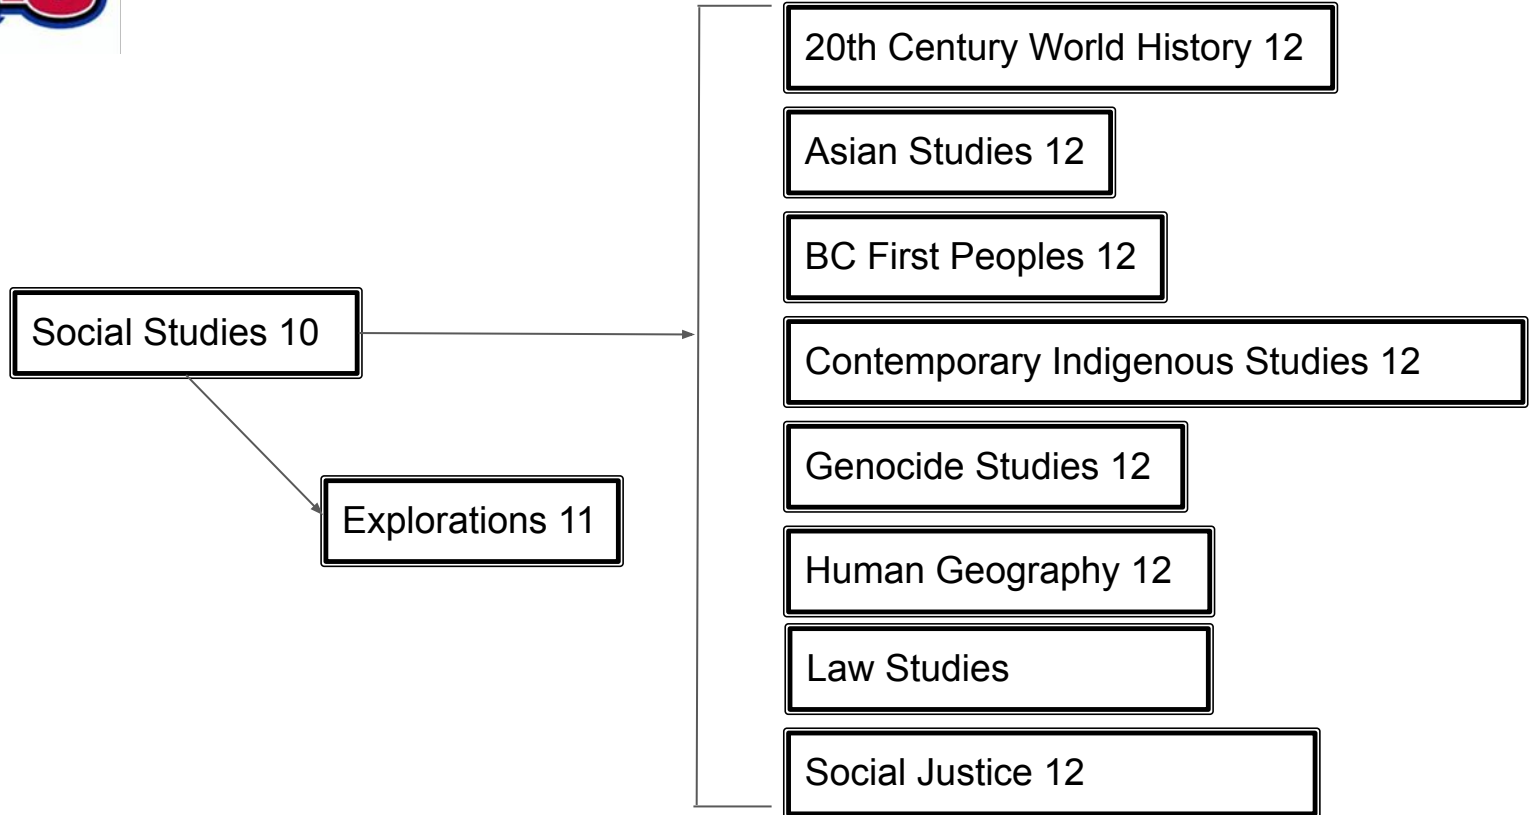 20th Century World History 12
Asian Studies 12
BC First Peoples 12
Social Studies 10
Contemporary Indigenous Studies 12
Genocide Studies 12
Explorations 11
Human Geography 12
Law Studies
Social Justice 12